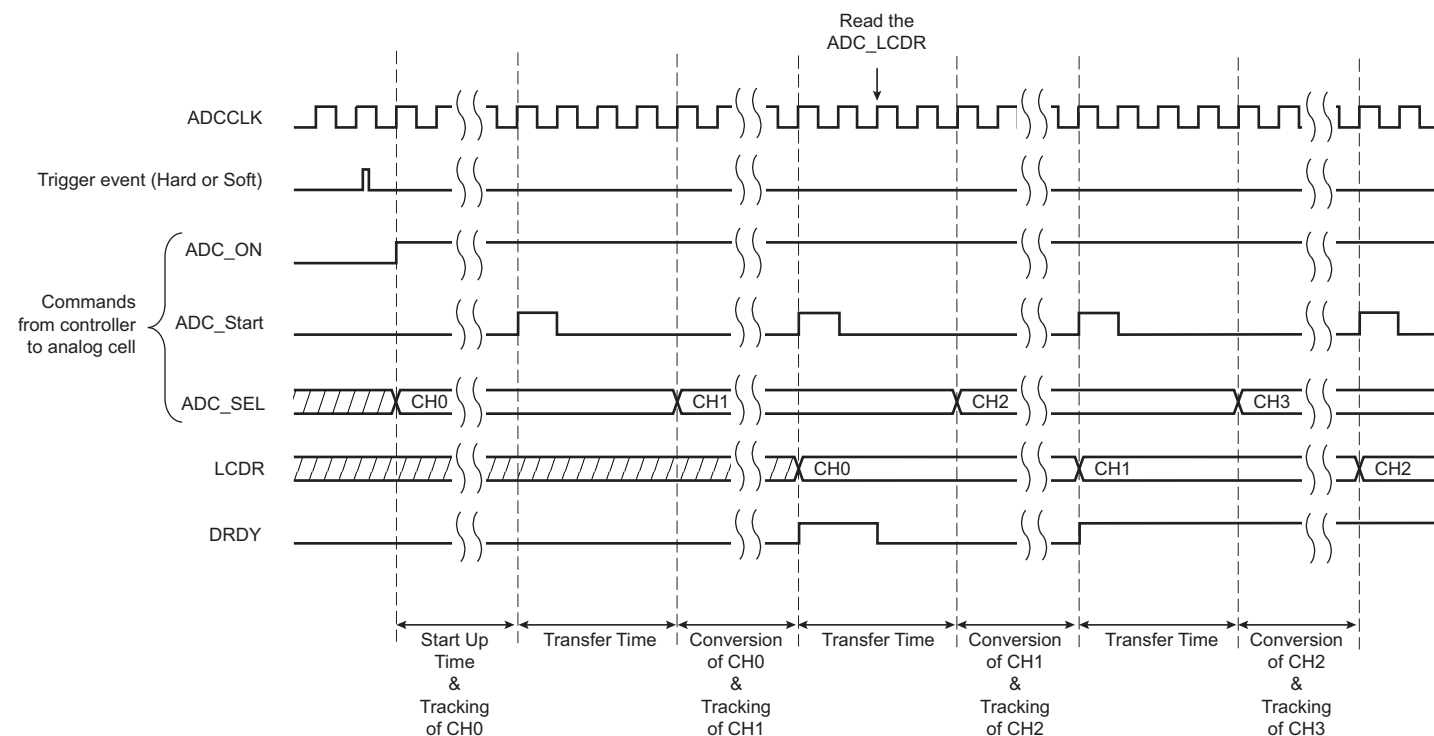 Read the
ADC_LCDR
ADCCLK
Trigger event (Hard or Soft)
ADC_ON
Commands
from controller
to analog cell
ADC_Start
ADC_SEL
CH0
CH1
CH2
CH3
LCDR
CH0
CH1
CH2
DRDY
Start Up
Time
&
Tracking
of CH0
Transfer Time
Conversion
of CH0
&
Tracking
of CH1
Transfer Time
Conversion
of CH1
&
Tracking
of CH2
Transfer Time
Conversion
of CH2
&
Tracking
of CH3